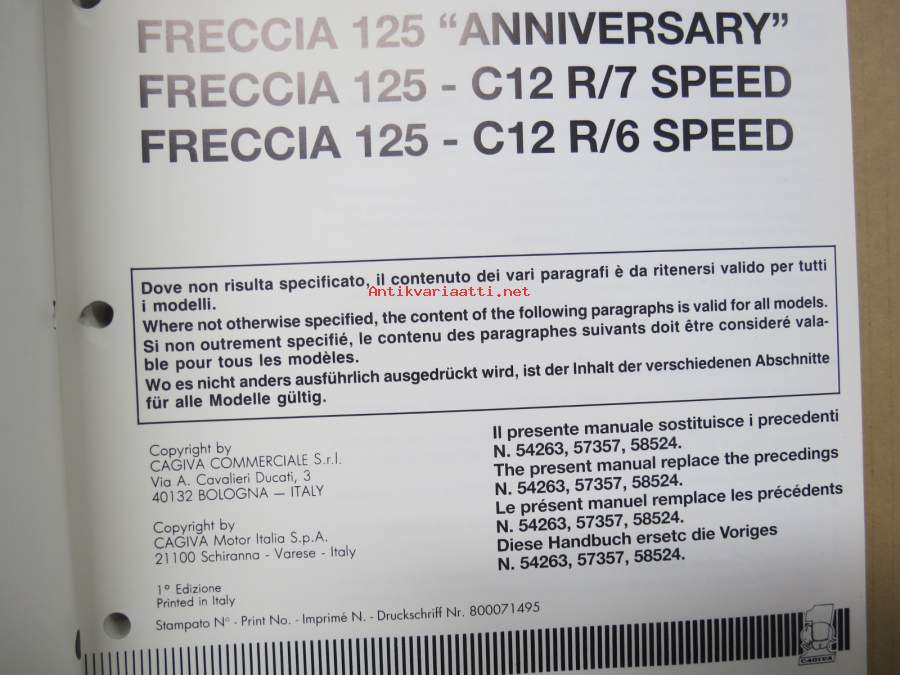 FRECCIA 125 “ANNIVERSARY”
FRECCIA 125 - C12 R/7 SPEED
FRECCIA 125 - C12 R/6 SPEED
Dove non risulta specificato, il contenuto dei vari paragrafi è da ritenersi valido per tutti
i modelli.
Antikvariaatti.net
Where not otherwise specified, the content of the following paragraphs is valid for all models.
Si non outrement specifié, le contenu des paragraphes suivants doit être consideré vala-
ble pour tous les modèles.
Wo es nicht anders ausführlich ausgedrückt wird, ist der Inhalt der verschiedenen Abschnitte
für alle Modelle gültig.
Copyright by
CAGIVA COMMERCIALE S.r.l.
Via A. Cavalieri Ducati, 3
40132 BOLOGNA — ITALY
Copyright by
CAGIVA Motor Italia S.p.A.
21100 Schiranna - Varese - Italy
1° Edizione
Printed in Italy
Stampato N° - Print No. - Imprimé N. - Druckschrift Nr. 800071495
Il presente manuale sostituisce i precedenti
N. 54263, 57357, 58524.
The present manual replace the precedings
N. 54263, 57357, 58524.
Le présent manuel remplace les précédents
N. 54263, 57357, 58524.
Diese Handbuch ersetc die Voriges
N. 54263, 57357, 58524.
CAGIVA